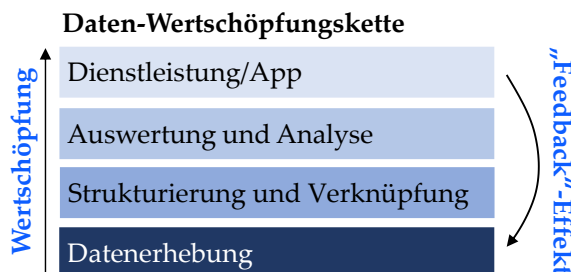 Daten-Wertschöpfungskette
Wertschöpfung
Dienstleistung/App
Auswertung und Analyse
Strukturierung und Verknüpfung
Datenerhebung
„Feedback“-Effekt